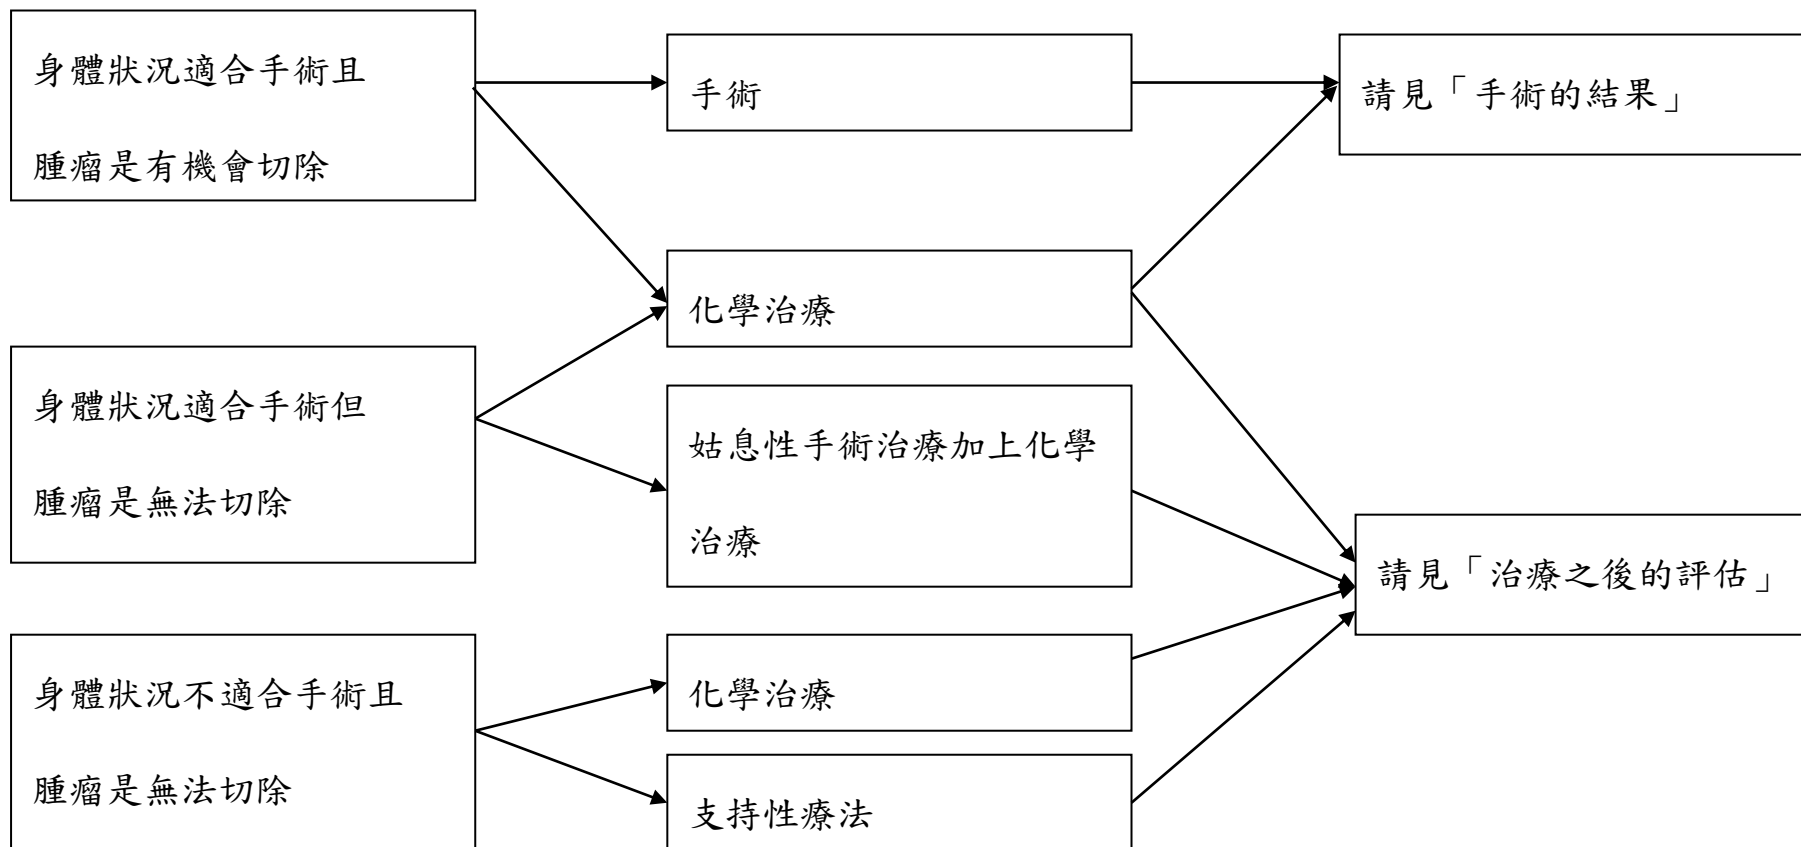 身體狀況適合手術且
腫瘤是有機會切除
手術
請見「手術的結果」
化學治療
身體狀況適合手術但
腫瘤是無法切除
姑息性手術治療加上化學
治療
請見「治療之後的評估」
身體狀況不適合手術且
腫瘤是無法切除
化學治療
支持性療法